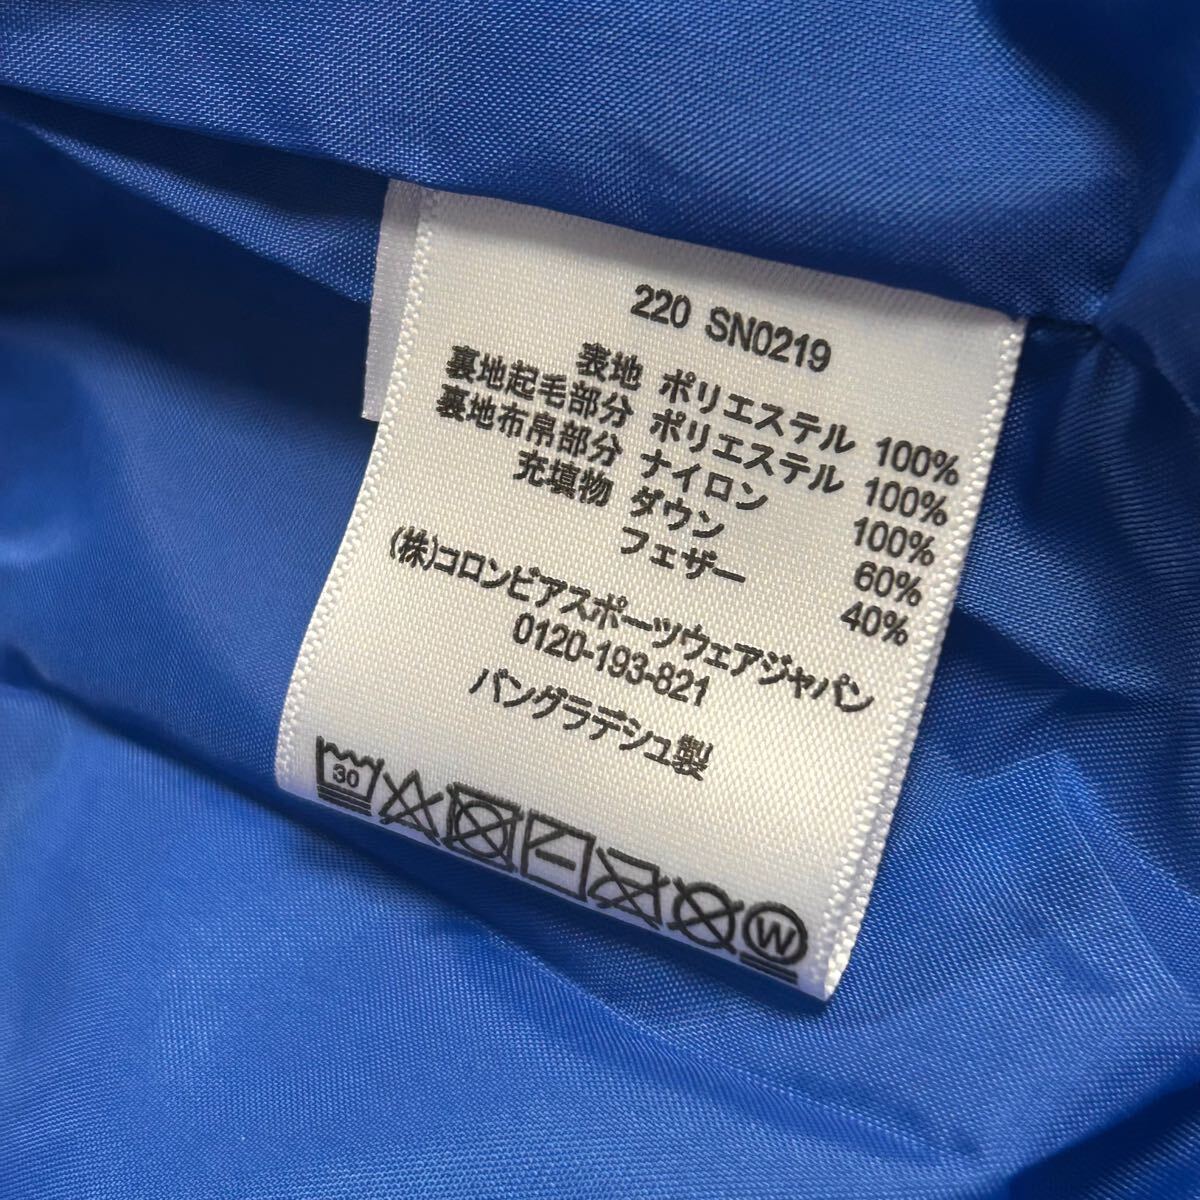 220 SN0219
表地 ポリエステル 100%
裏地起毛部分 ポリエステル 100%
裏地布帛部分 ナイロン 100%
充填物 ダウン 60%
フェザー 40%
(株)コロンビアスポーツウェアジャパン
0120-193-821
バングラデシュ製
30 W